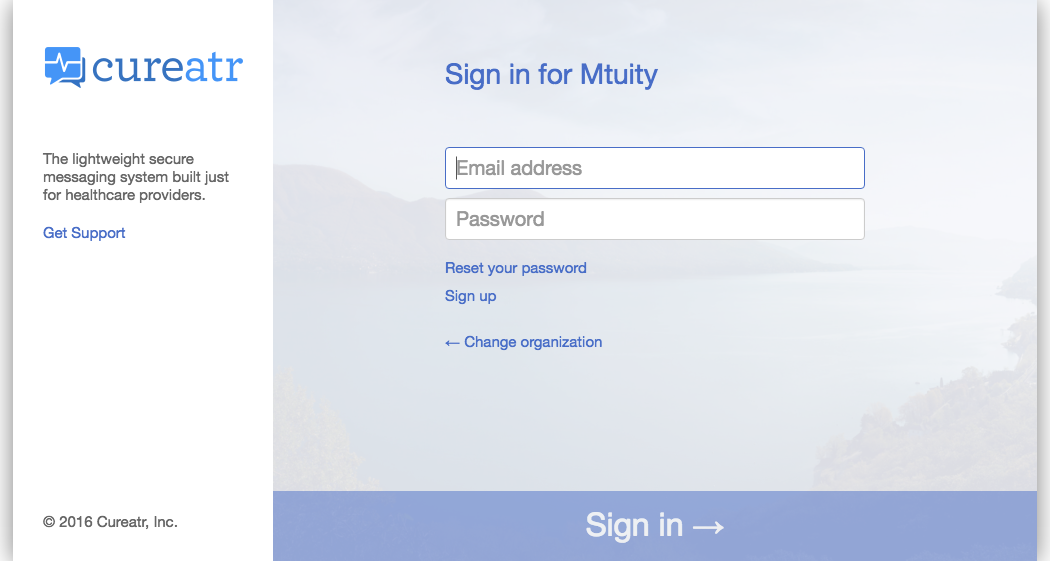 cureatr
The lightweight secure
messaging system built just
for healthcare providers.
Get Support
© 2016 Cureatr, Inc.
Sign in for Mtuity
Email address
Password
Reset your password
Sign up
← Change organization
Sign in →